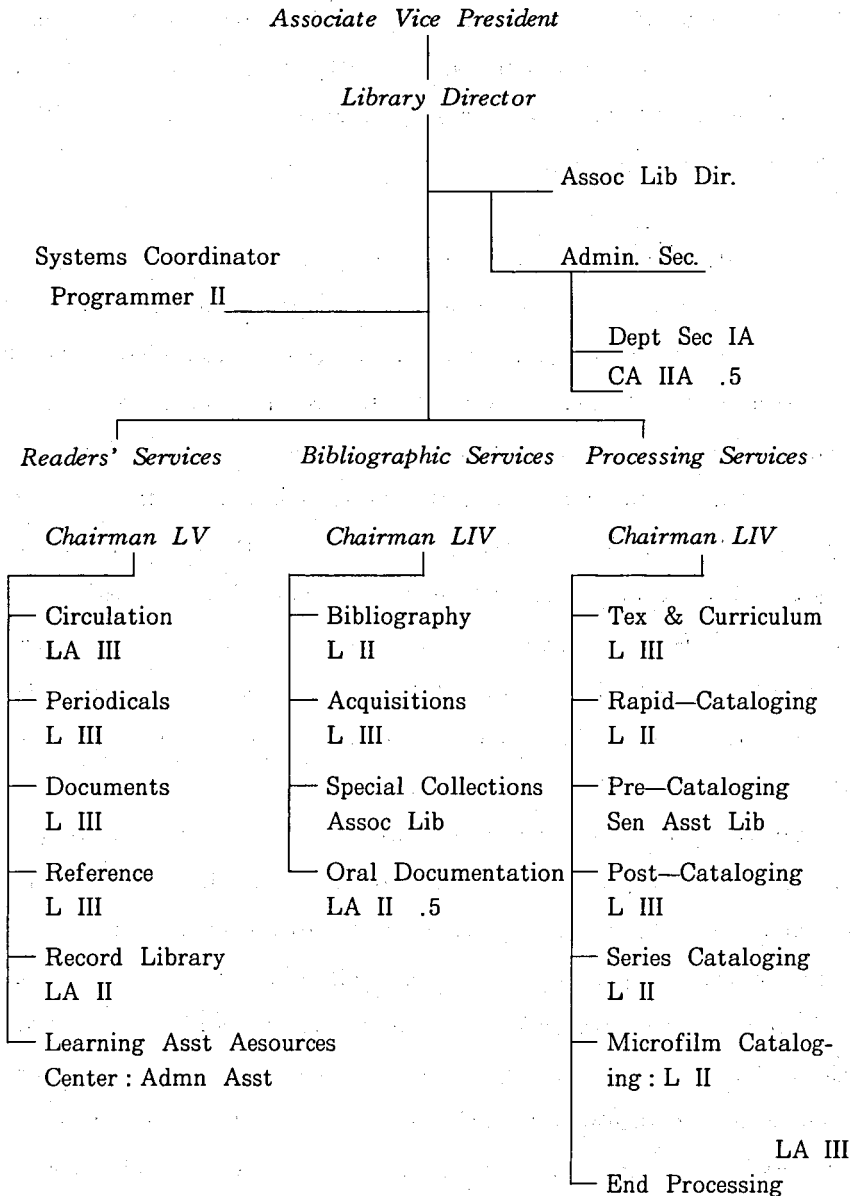 Associate Vice President
Library Director
Assoc Lib Dir.
Systems Coordinator
Programmer II
Admin. Sec.
Dept Sec IA
CA IIA .5
Readers' Services
Chairman LV
Circulation
LA III
Periodicals
L III
Documents
L III
Reference
L III
Record Library
LA II
Learning Asst Aesources
Center : Admn Asst
Bibliographic Services
Chairman LIV
Bibliography
L II
Acquisitions
L III
Special Collections
Assoc Lib
Oral Documentation
LA II .5
Processing Services
Chairman LIV
Tex & Curriculum
L III
Rapid—Cataloging
L II
Pre—Cataloging
Sen Asst Lib
Post—Cataloging
L III
Series Cataloging
L II
Microfilm Catalog-
ing : L II
LA III
End Processing